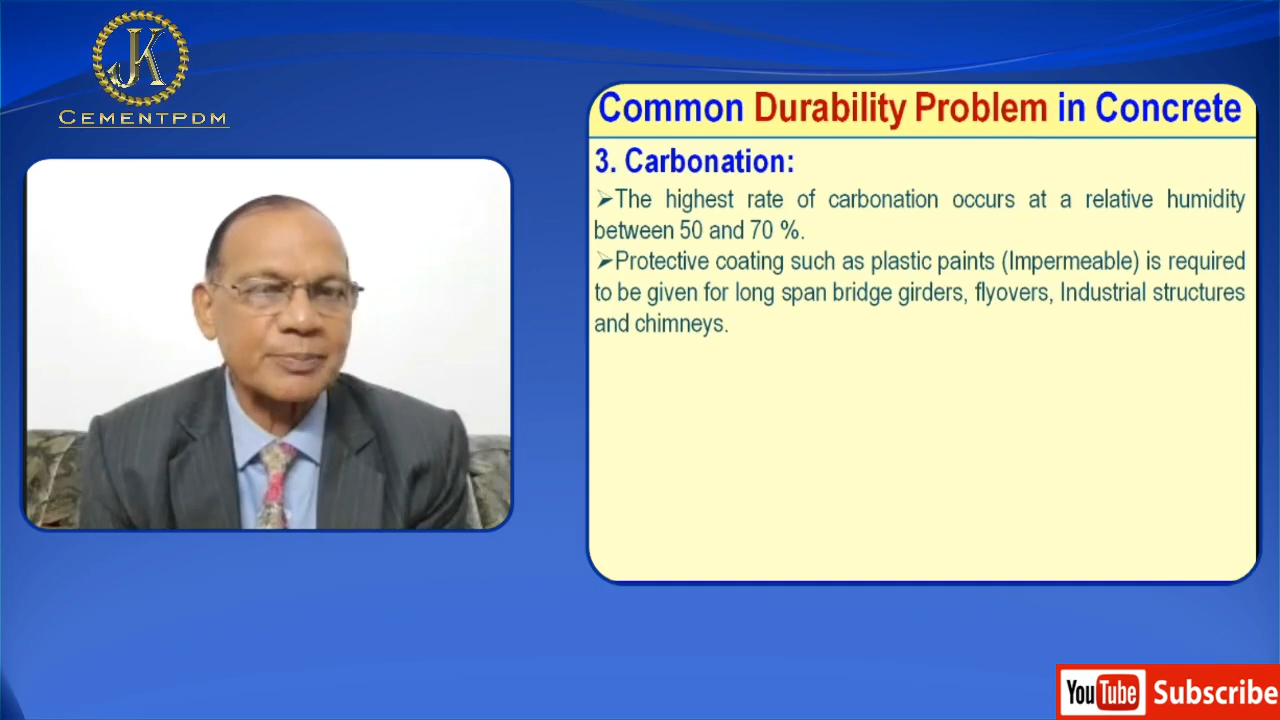 JK
CEMENTPDM
Common Durability Problem in Concrete
3. Carbonation:
➢The highest rate of carbonation occurs at a relative humidity
between 50 and 70 %.
➢Protective coating such as plastic paints (Impermeable) is required
to be given for long span bridge girders, flyovers, Industrial structures
and chimneys.
YouTube Subscribe